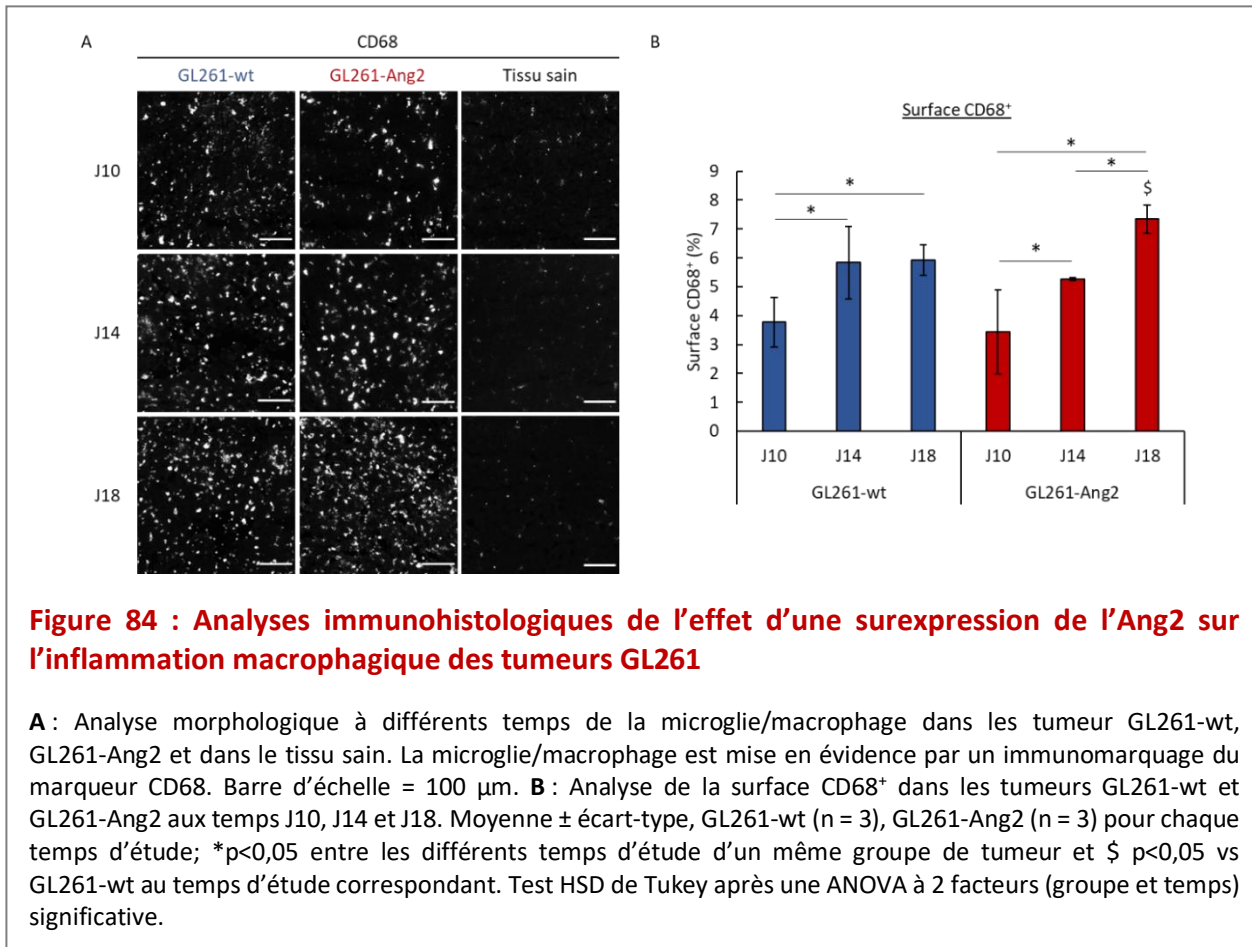 A
CD68
GL261-wt GL261-Ang2 Tissu sain
J10
J14
J18
B
Surface CD68⁺
Surface CD68⁺ (%)
9
8
7
6
5
4
3
2
1
0
* * * * * $
J10 J14 J18 J10 J14 J18
GL261-wt GL261-Ang2
Figure 84 : Analyses immunohistologiques de l’effet d’une surexpression de l’Ang2 sur
l’inflammation macrophagique des tumeurs GL261
A : Analyse morphologique à différents temps de la microglie/macrophage dans les tumeur GL261-wt,
GL261-Ang2 et dans le tissu sain. La microglie/macrophage est mise en évidence par un immunomarquage du
marqueur CD68. Barre d’échelle = 100 µm. B : Analyse de la surface CD68⁺ dans les tumeurs GL261-wt et
GL261-Ang2 aux temps J10, J14 et J18. Moyenne ± écart-type, GL261-wt (n = 3), GL261-Ang2 (n = 3) pour chaque
temps d’étude; *p<0,05 entre les différents temps d’étude d’un même groupe de tumeur et $ p<0,05 vs
GL261-wt au temps d’étude correspondant. Test HSD de Tukey après une ANOVA à 2 facteurs (groupe et temps)
significative.